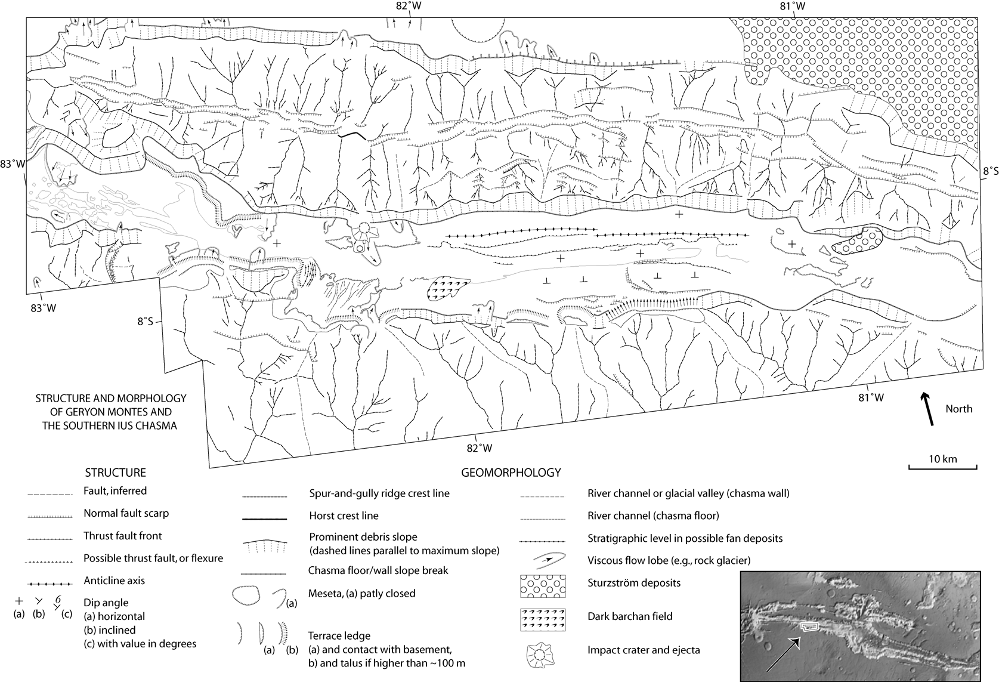 82˚W
81˚W
83˚W
8˚S
83˚W
8˚S
81˚W
82˚W
STRUCTURE AND MORPHOLOGY
OF GERYON MONTES AND
THE SOUTHERN IUS CHASMA
North
10 km
STRUCTURE
Fault, inferred
Normal fault scarp
Thrust fault front
Possible thrust fault, or flexure
Anticline axis
6
(a) (b) (c)
Dip angle
(a) horizontal
(b) inclined
(c) with value in degrees
GEOMORPHOLOGY
Spur-and-gully ridge crest line
Horst crest line
Prominent debris slope
(dashed lines parallel to maximum slope)
Chasma floor/wall slope break
(a)
Meseta, (a) patly closed
(a) (b)
Terrace ledge
(a) and contact with basement,
b) and talus if higher than ~100 m
River channel or glacial valley (chasma wall)
River channel (chasma floor)
Stratigraphic level in possible fan deposits
Viscous flow lobe (e.g., rock glacier)
Sturzström deposits
Dark barchan field
Impact crater and ejecta